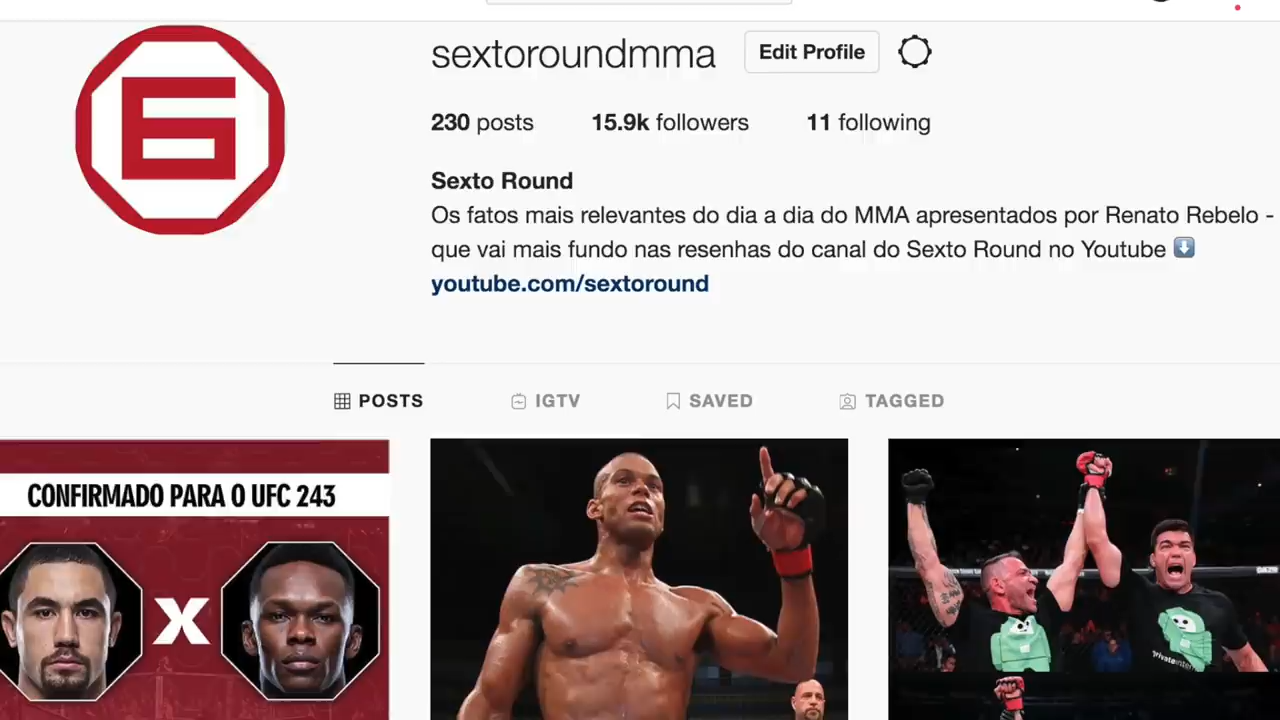 6
sextoroundmma
Edit Profile
230 posts 15.9k followers 11 following
Sexto Round
Os fatos mais relevantes do dia a dia do MMA apresentados por Renato Rebelo -
que vai mais fundo nas resenhas do canal do Sexto Round no Youtube ⬇️
youtube.com/sextoround
POSTS IGTV SAVED TAGGED
CONFIRMADO PARA O UFC 243
X